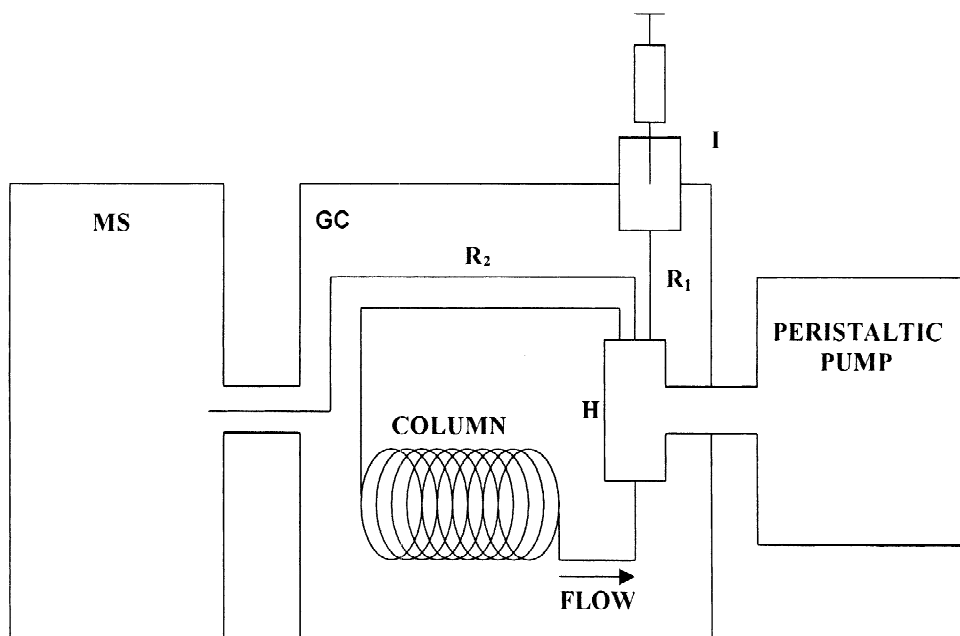 I
MS
GC
R₂
R₁
PERISTALTIC
PUMP
H
COLUMN
FLOW